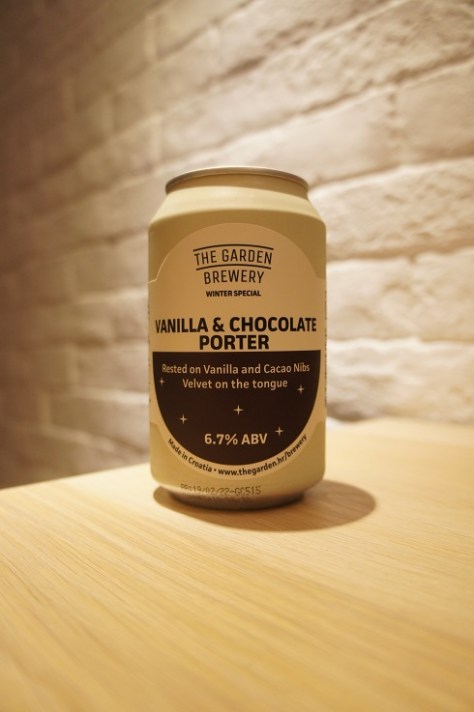 THE GARDEN
BREWERY
WINTER SPECIAL
VANILLA & CHOCOLATE
PORTER
Rested on Vanilla and Cacao Nibs
Velvet on the tongue
6.7% ABV
Made in Croatia • www.thegarden.hr/brewery